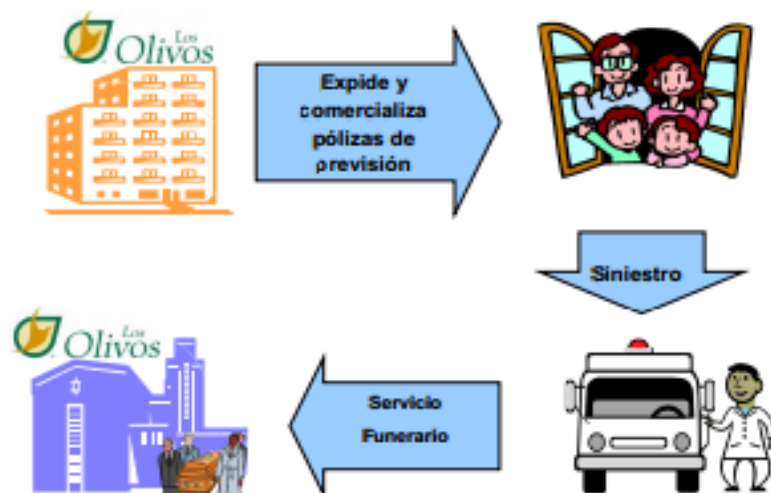 Los
Olivos
Expide y
comercializa
pólizas de
previsión
Siniestro
Los
Olivos
Servicio
Funerario